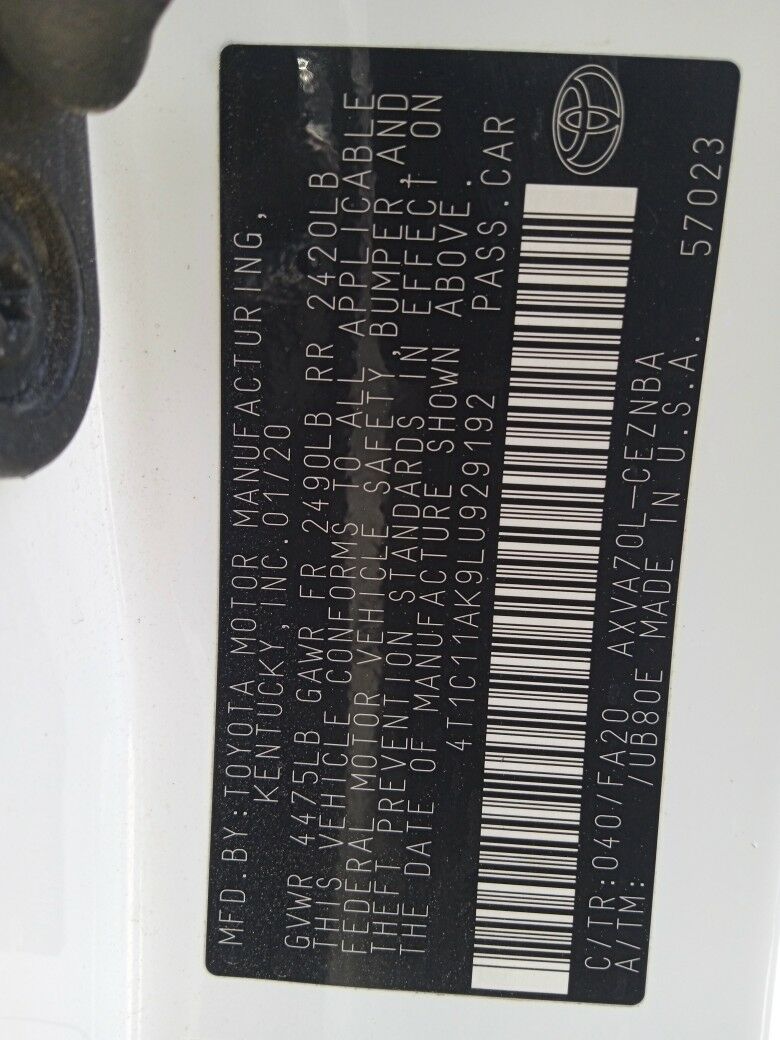 MFD.BY:TOYOTA MOTOR MANUFACTURING,
KENTUCKY,INC.01/20
GVWR 4475LB GAWR FR 2490LB RR 2420LB
THIS VEHICLE CONFORMS TO ALL APPLICABLE
FEDERAL MOTOR VEHICLE SAFETY, BUMPER,AND
THEFT PREVENTION STANDARDS IN EFFECT ON
THE DATE OF MANUFACTURE SHOWN ABOVE.
4T1C11AK9LU929192 PASS.CAR
C/TR:040/FA20 AXVA70L-CEZNBA
A/TM: /UB80E MADE IN U.S.A. 57023